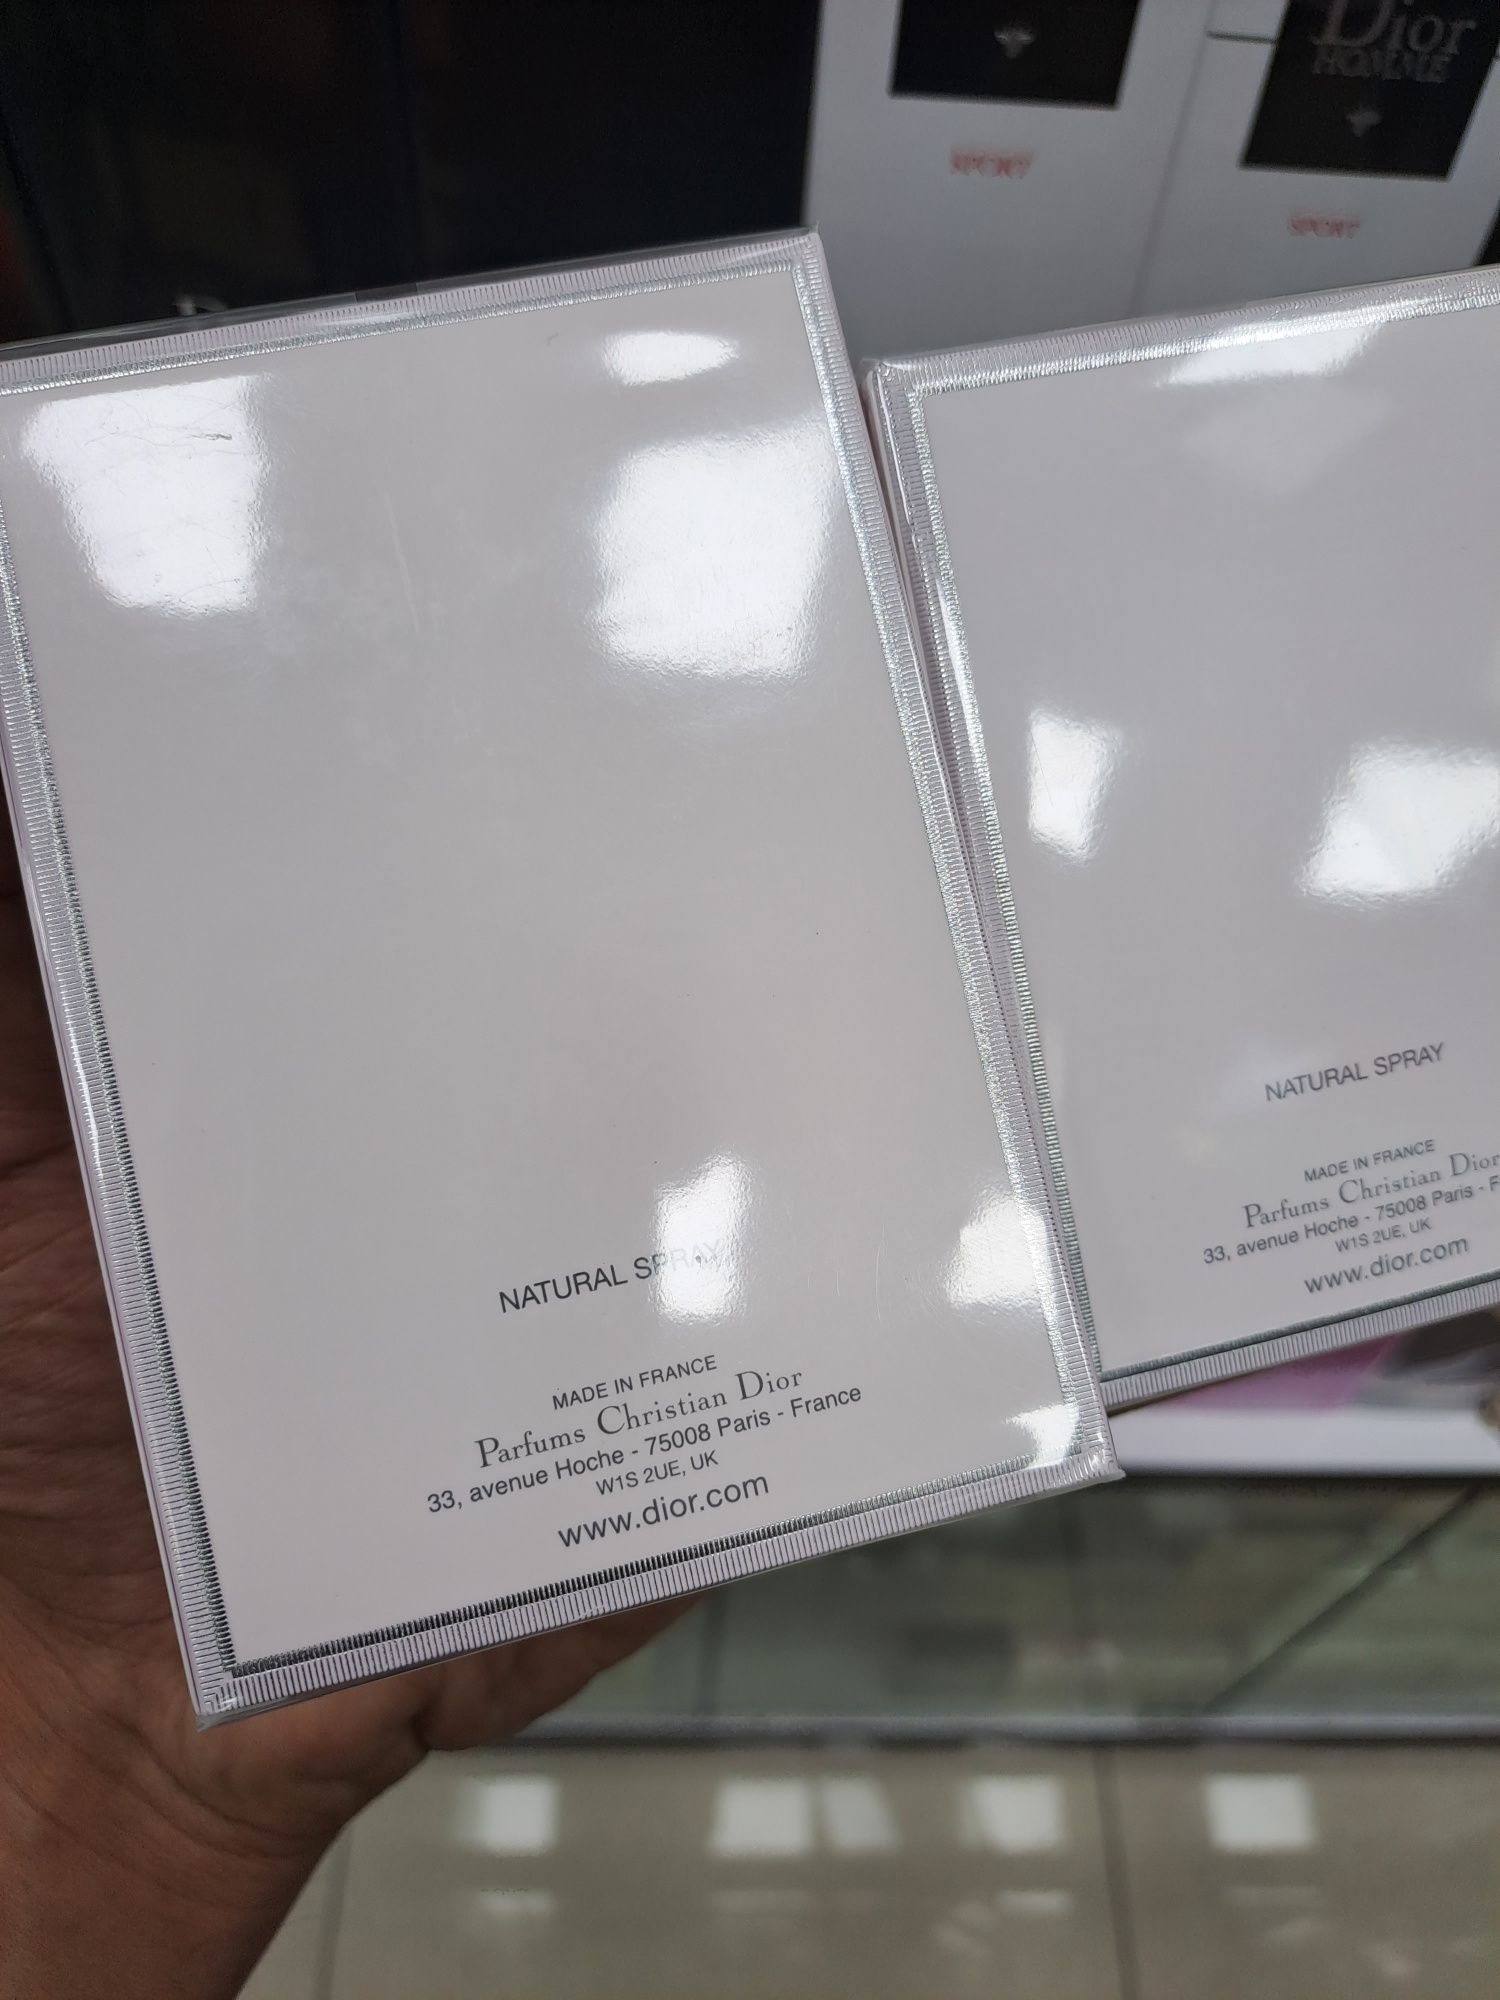 Dior
HOMME
SPORT
SPORT
NATURAL SPRAY
MADE IN FRANCE
Parfums Christian Dior
33, avenue Hoche - 75008 Paris - France
W1S 2UE, UK
www.dior.com
NATURAL SPRAY
MADE IN FRANCE
Parfums Christian Dior
33, avenue Hoche - 75008 Paris - F
W1S 2UE, UK
www.dior.com